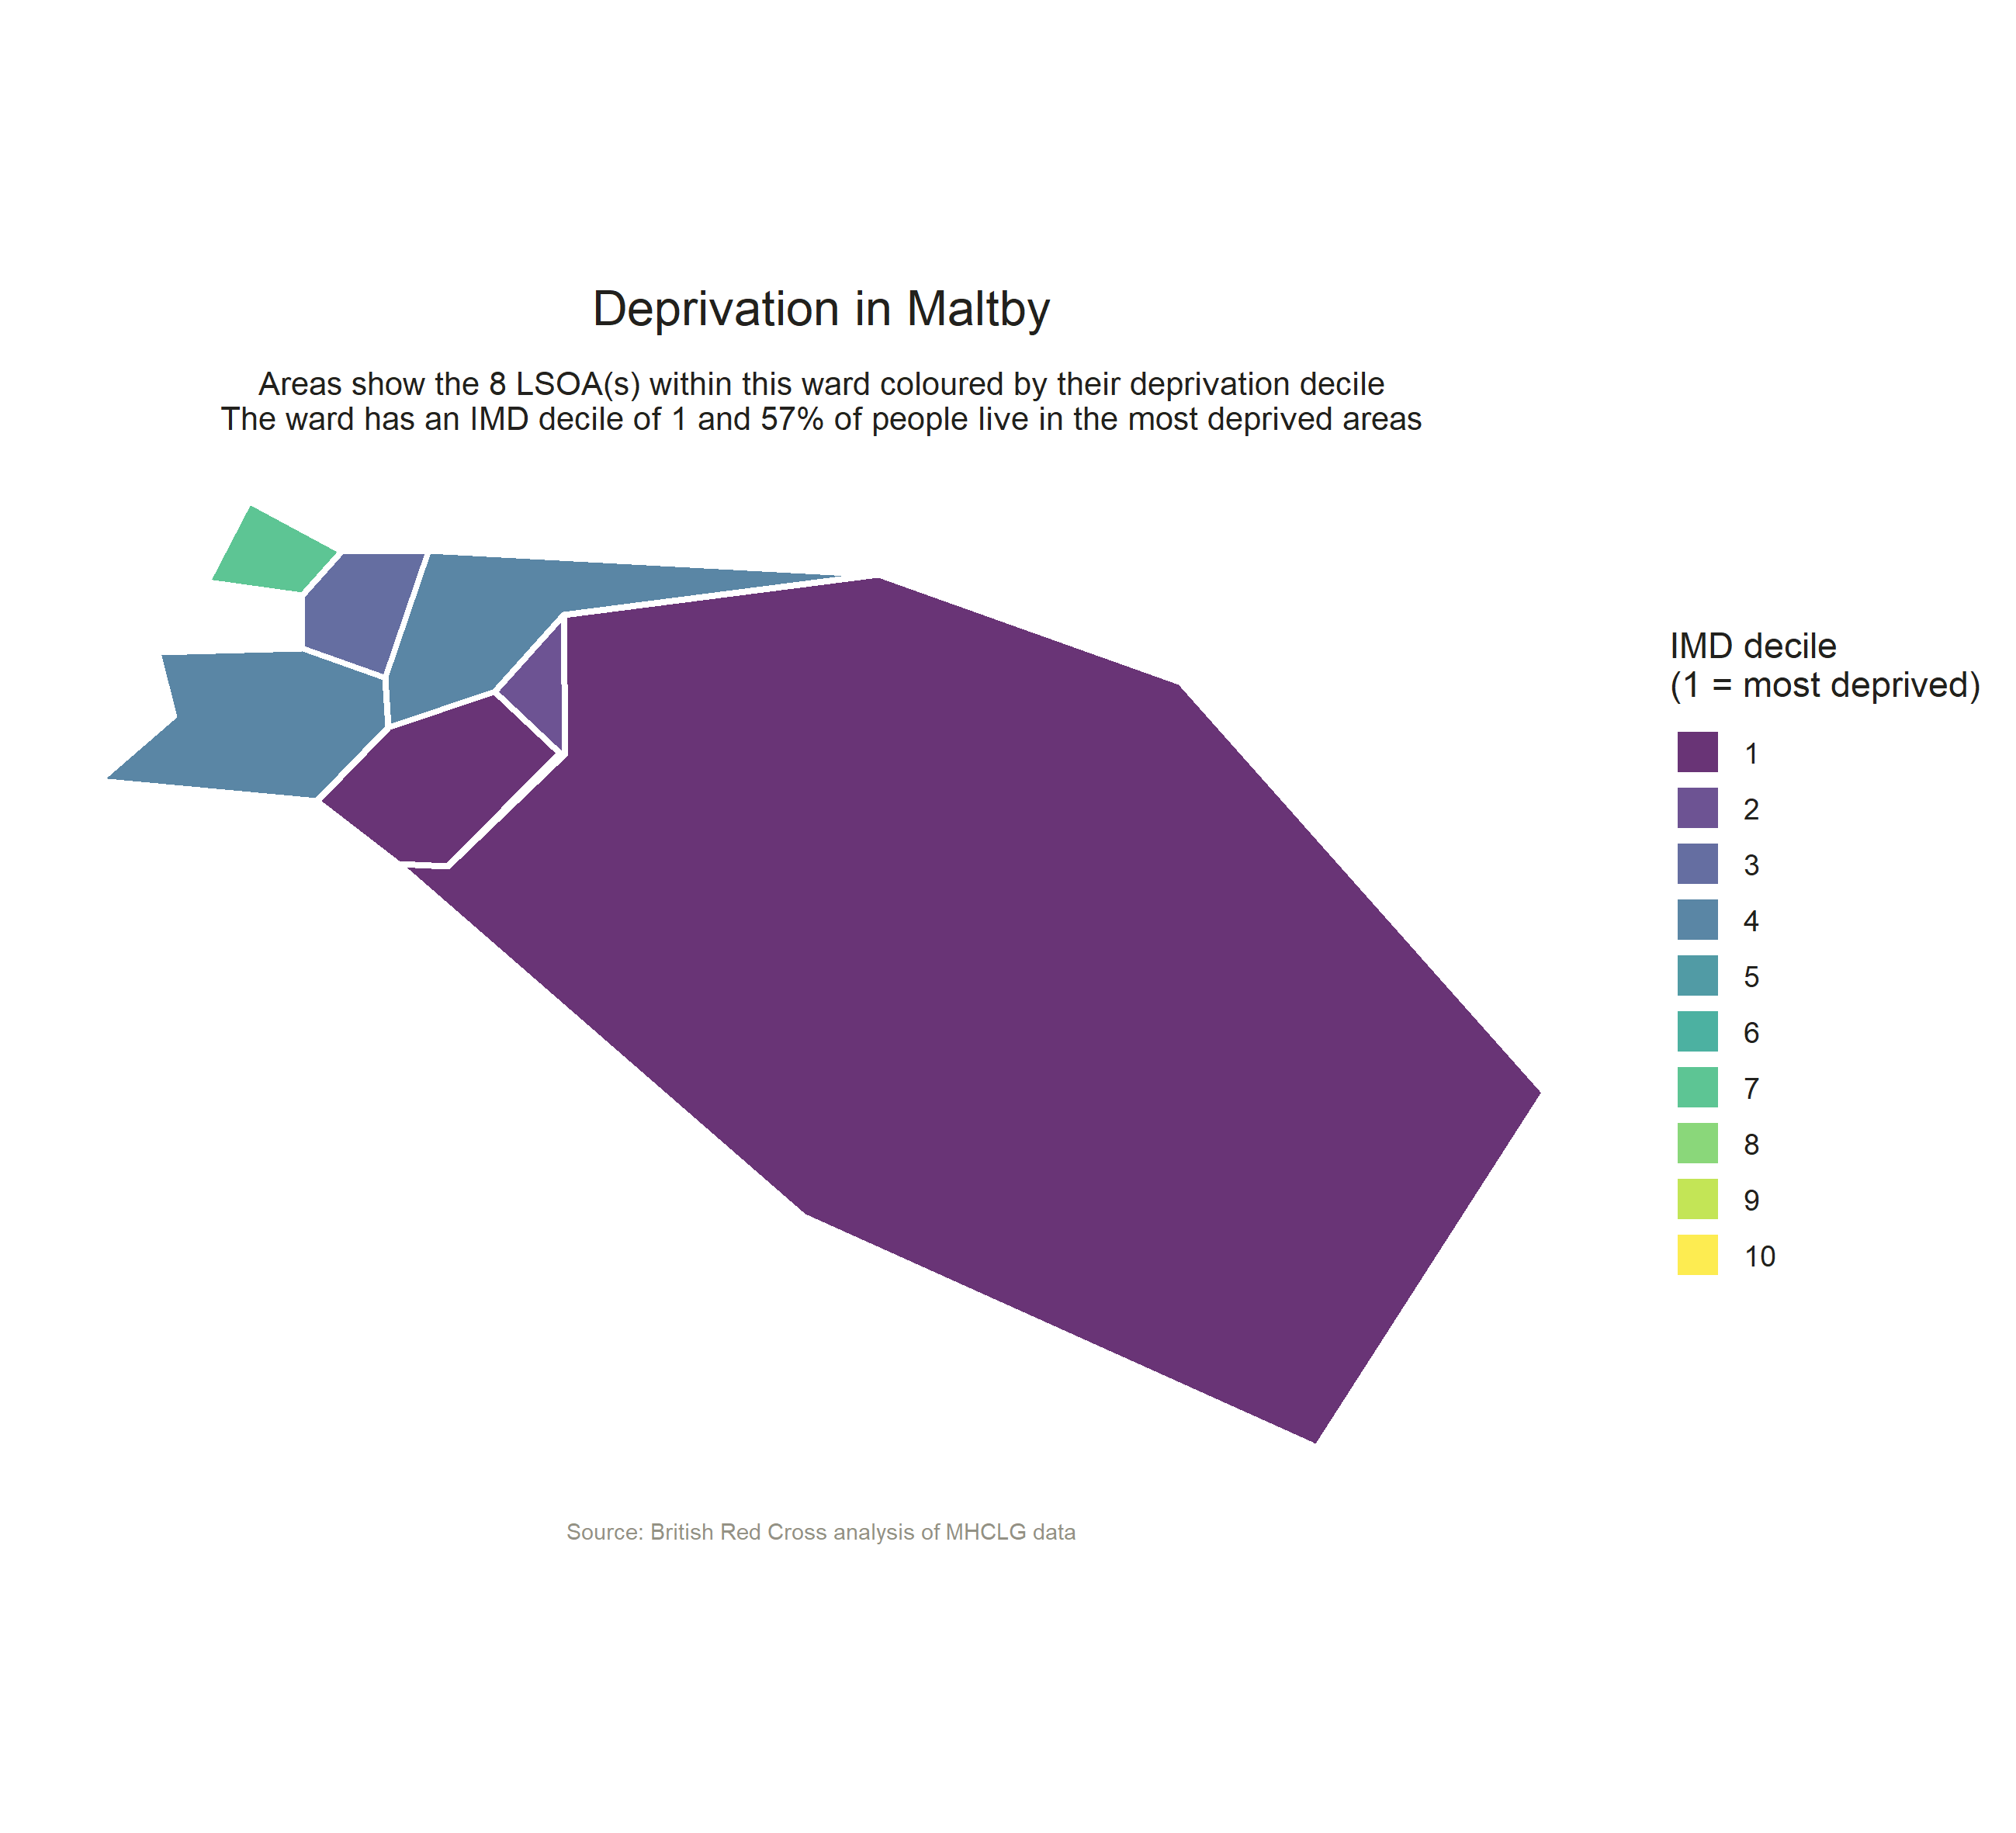 Deprivation in Maltby
Areas show the 8 LSOA(s) within this ward coloured by their deprivation decile
The ward has an IMD decile of 1 and 57% of people live in the most deprived areas
IMD decile
(1 = most deprived)
1
2
3
4
5
6
7
8
9
10
Source: British Red Cross analysis of MHCLG data